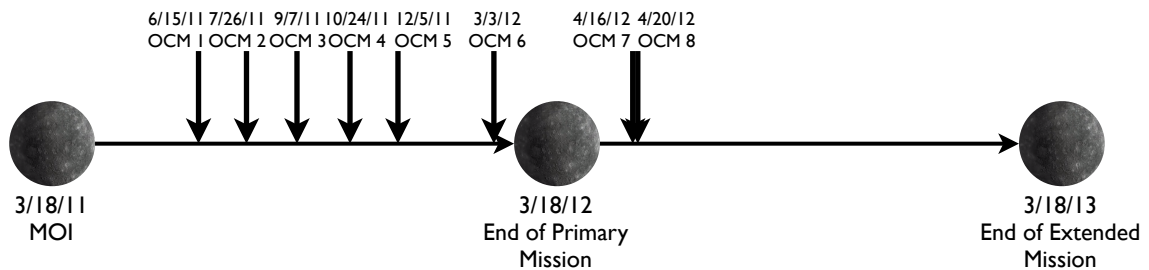 6/15/11 7/26/11 9/7/11 10/24/11 12/5/11 3/3/12 4/16/12 4/20/12
OCM 1 OCM 2 OCM 3 OCM 4 OCM 5 OCM 6 OCM 7 OCM 8
3/18/11 3/18/12 3/18/13
MOI End of Primary End of Extended
Mission Mission